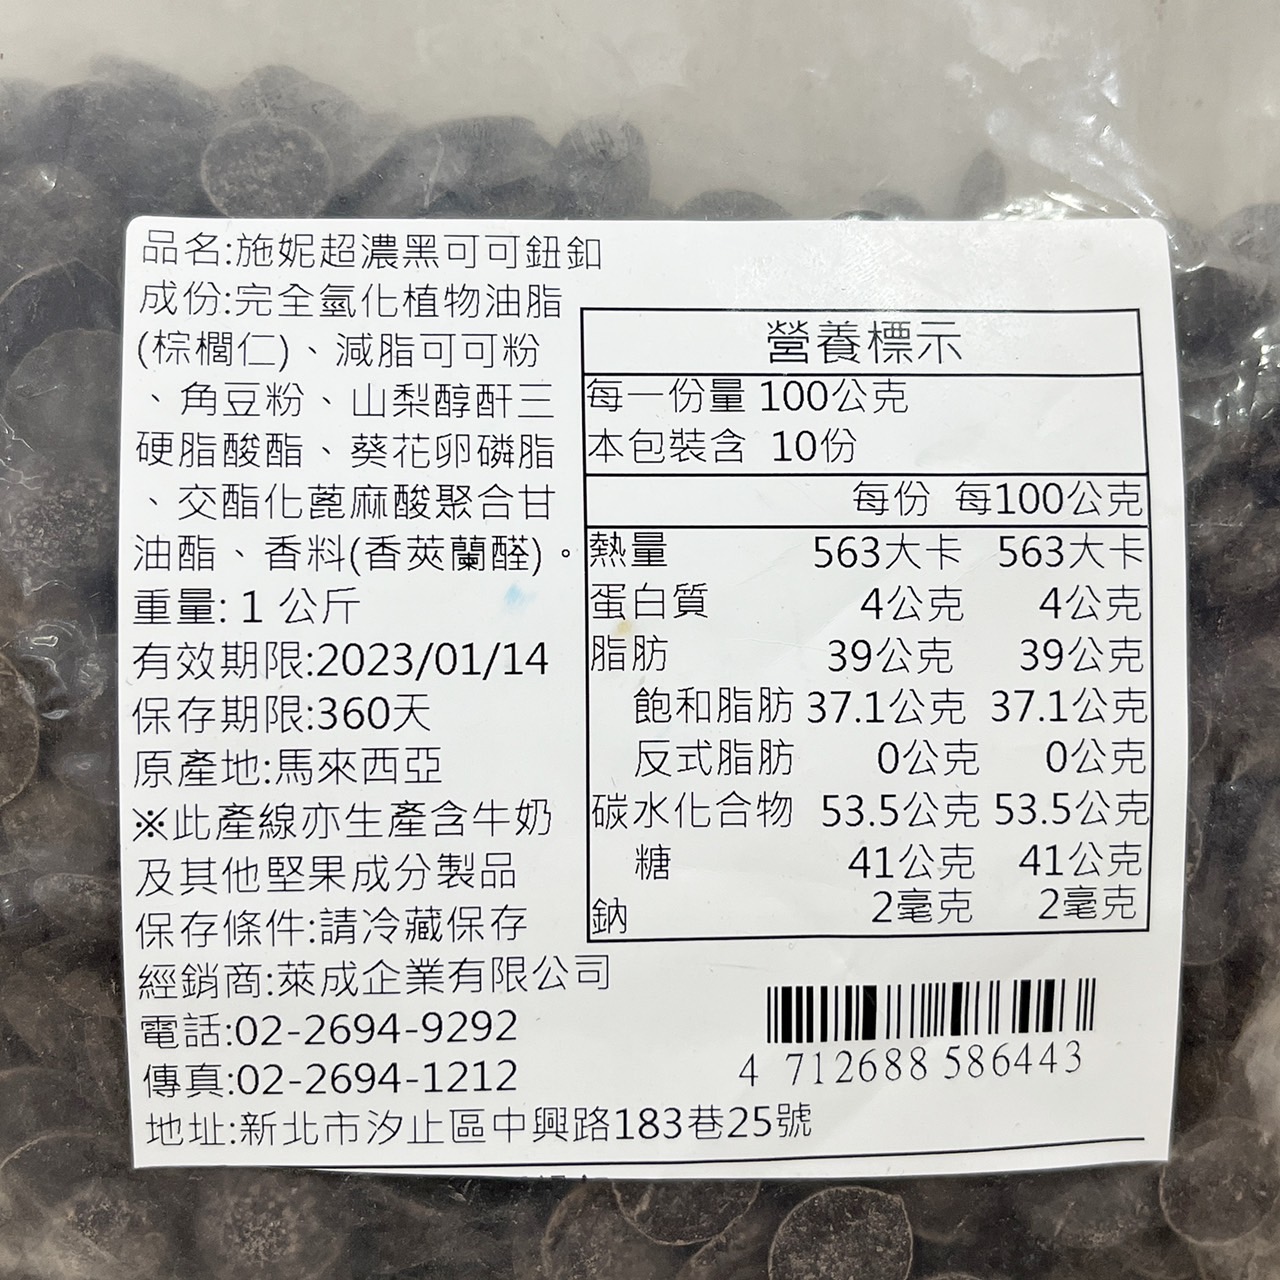 品名:施妮超濃黑可可鈕釦
成份:完全氫化植物油脂
(棕櫚仁)、減脂可可粉
、角豆粉、山梨醇酐三
硬脂酸酯、葵花卵磷脂
、交酯化蓖麻酸聚合甘
油酯、香料(香莢蘭醛)。
重量:1 公斤
有效期限:2023/01/14
保存期限:360天
原產地:馬來西亞
※此產線亦生產含牛奶
及其他堅果成分製品
保存條件:請冷藏保存
經銷商:萊成企業有限公司
電話:02-2694-9292
傳真:02-2694-1212
地址:新北市汐止區中興路183巷25號
營養標示
每一份量 100公克
本包裝含 10份
每份 每100公克
熱量 563大卡 563大卡
蛋白質 4公克 4公克
脂肪 39公克 39公克
飽和脂肪 37.1公克 37.1公克
反式脂肪 0公克 0公克
碳水化合物 53.5公克 53.5公克
糖 41公克 41公克
鈉 2毫克 2毫克
4 712688 586443